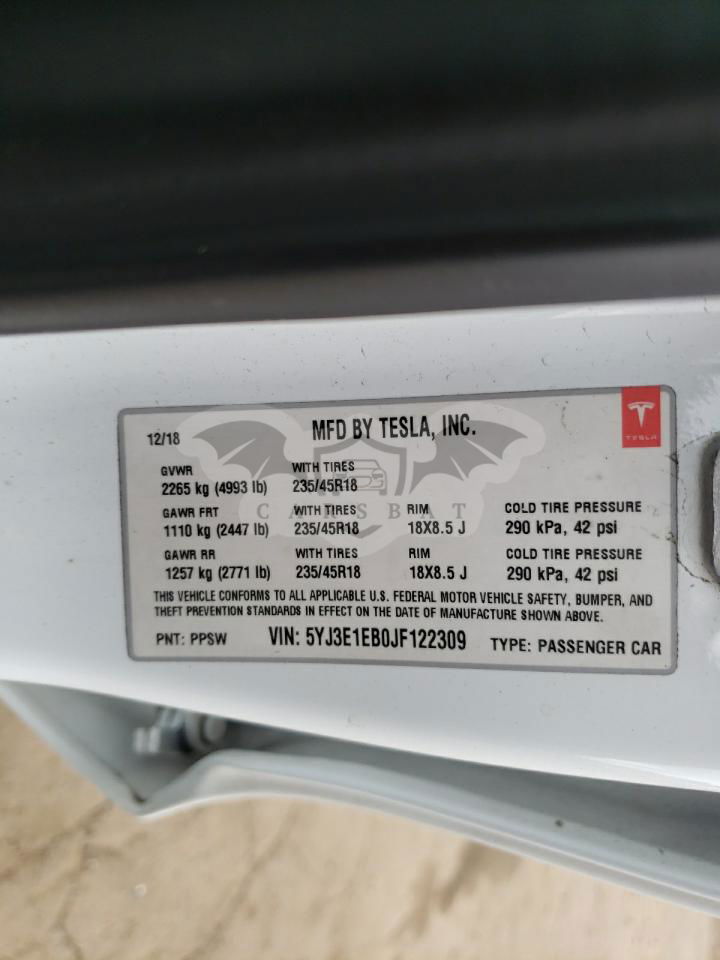 12/18 MFD BY TESLA, INC.
TESLA
GVWR WITH TIRES
2265 kg (4993 lb) 235/45R18
CARSBAT
GAWR FRT WITH TIRES RIM COLD TIRE PRESSURE
1110 kg (2447 lb) 235/45R18 18X8.5 J 290 kPa, 42 psi
GAWR RR WITH TIRES RIM COLD TIRE PRESSURE
1257 kg (2771 lb) 235/45R18 18X8.5 J 290 kPa, 42 psi
THIS VEHICLE CONFORMS TO ALL APPLICABLE U.S. FEDERAL MOTOR VEHICLE SAFETY, BUMPER, AND
THEFT PREVENTION STANDARDS IN EFFECT ON THE DATE OF MANUFACTURE SHOWN ABOVE.
PNT: PPSW VIN: 5YJ3E1EB0JF122309 TYPE: PASSENGER CAR